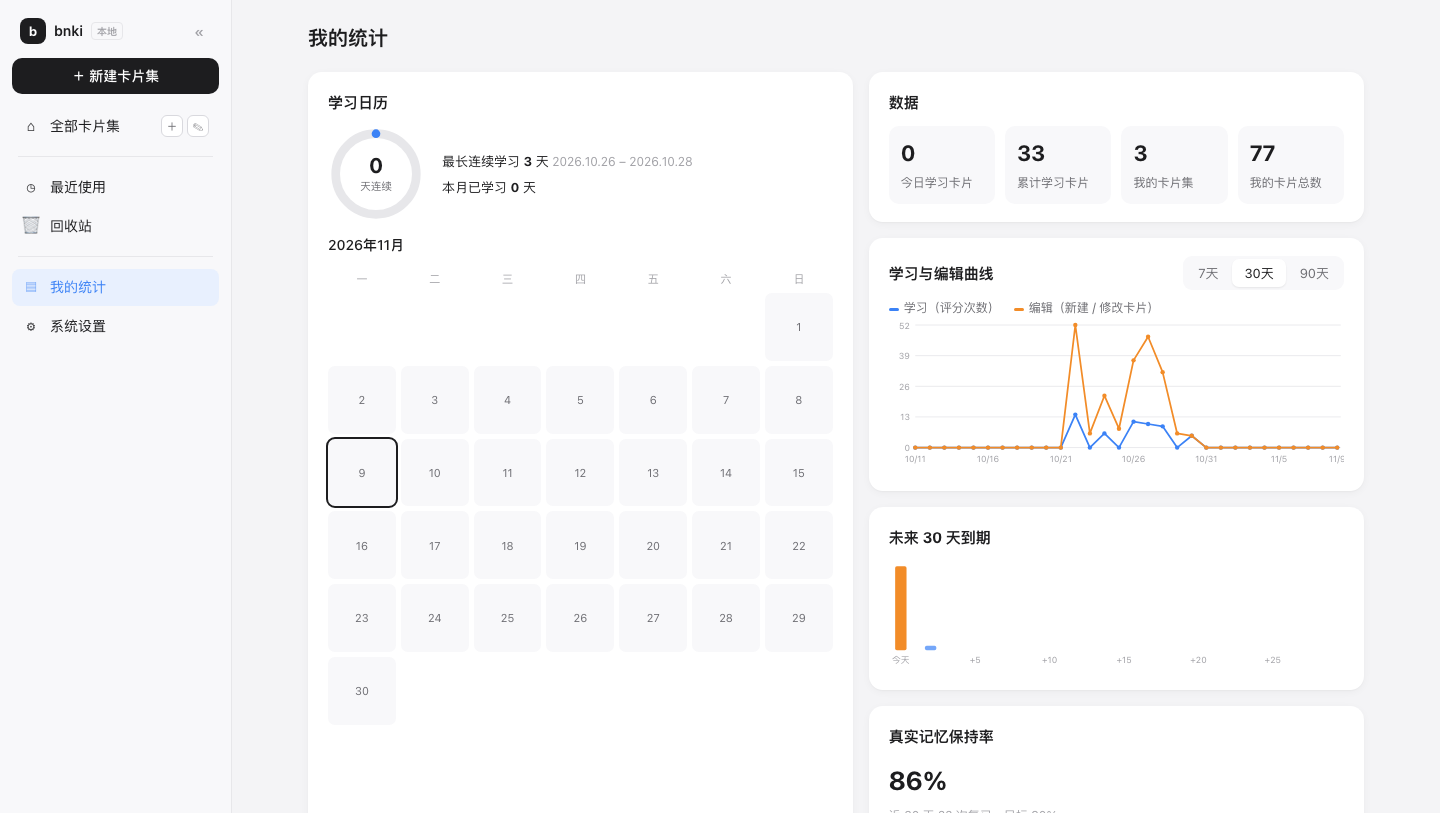 b bnki 本地 «
+ 新建卡片集
全部卡片集
最近使用
回收站
我的统计
系统设置
我的统计
学习日历
0
天连续
最长连续学习 3 天 2026.10.26 – 2026.10.28
本月已学习 0 天
2026年11月
一 二 三 四 五 六 日
1
2 3 4 5 6 7 8
9 10 11 12 13 14 15
16 17 18 19 20 21 22
23 24 25 26 27 28 29
30
数据
0 33 3 77
今日学习卡片 累计学习卡片 我的卡片集 我的卡片总数
学习与编辑曲线
7天 30天 90天
学习（评分次数） 编辑（新建 / 修改卡片）
52
39
26
13
0
10/11 10/16 10/21 10/26 10/31 11/5 11/9
未来 30 天到期
今天 +5 +10 +15 +20 +25
真实记忆保持率
86%